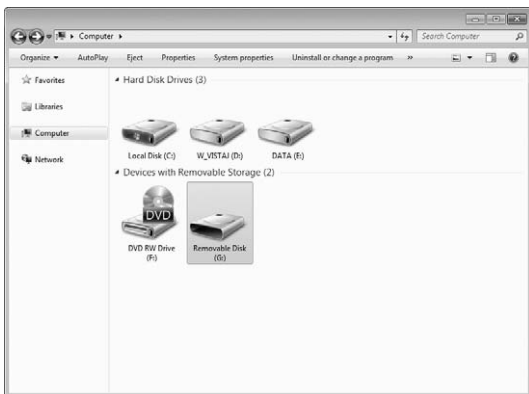 Computer
Search Computer
Organize AutoPlay Eject Properties System properties Uninstall or change a program »
Favorites
Libraries
Computer
Network
Hard Disk Drives (3)
Local Disk (C:) W_VISTAJ (D:) DATA (E:)
Devices with Removable Storage (2)
DVD
DVD RW Drive Removable Disk
(F:) (G:)